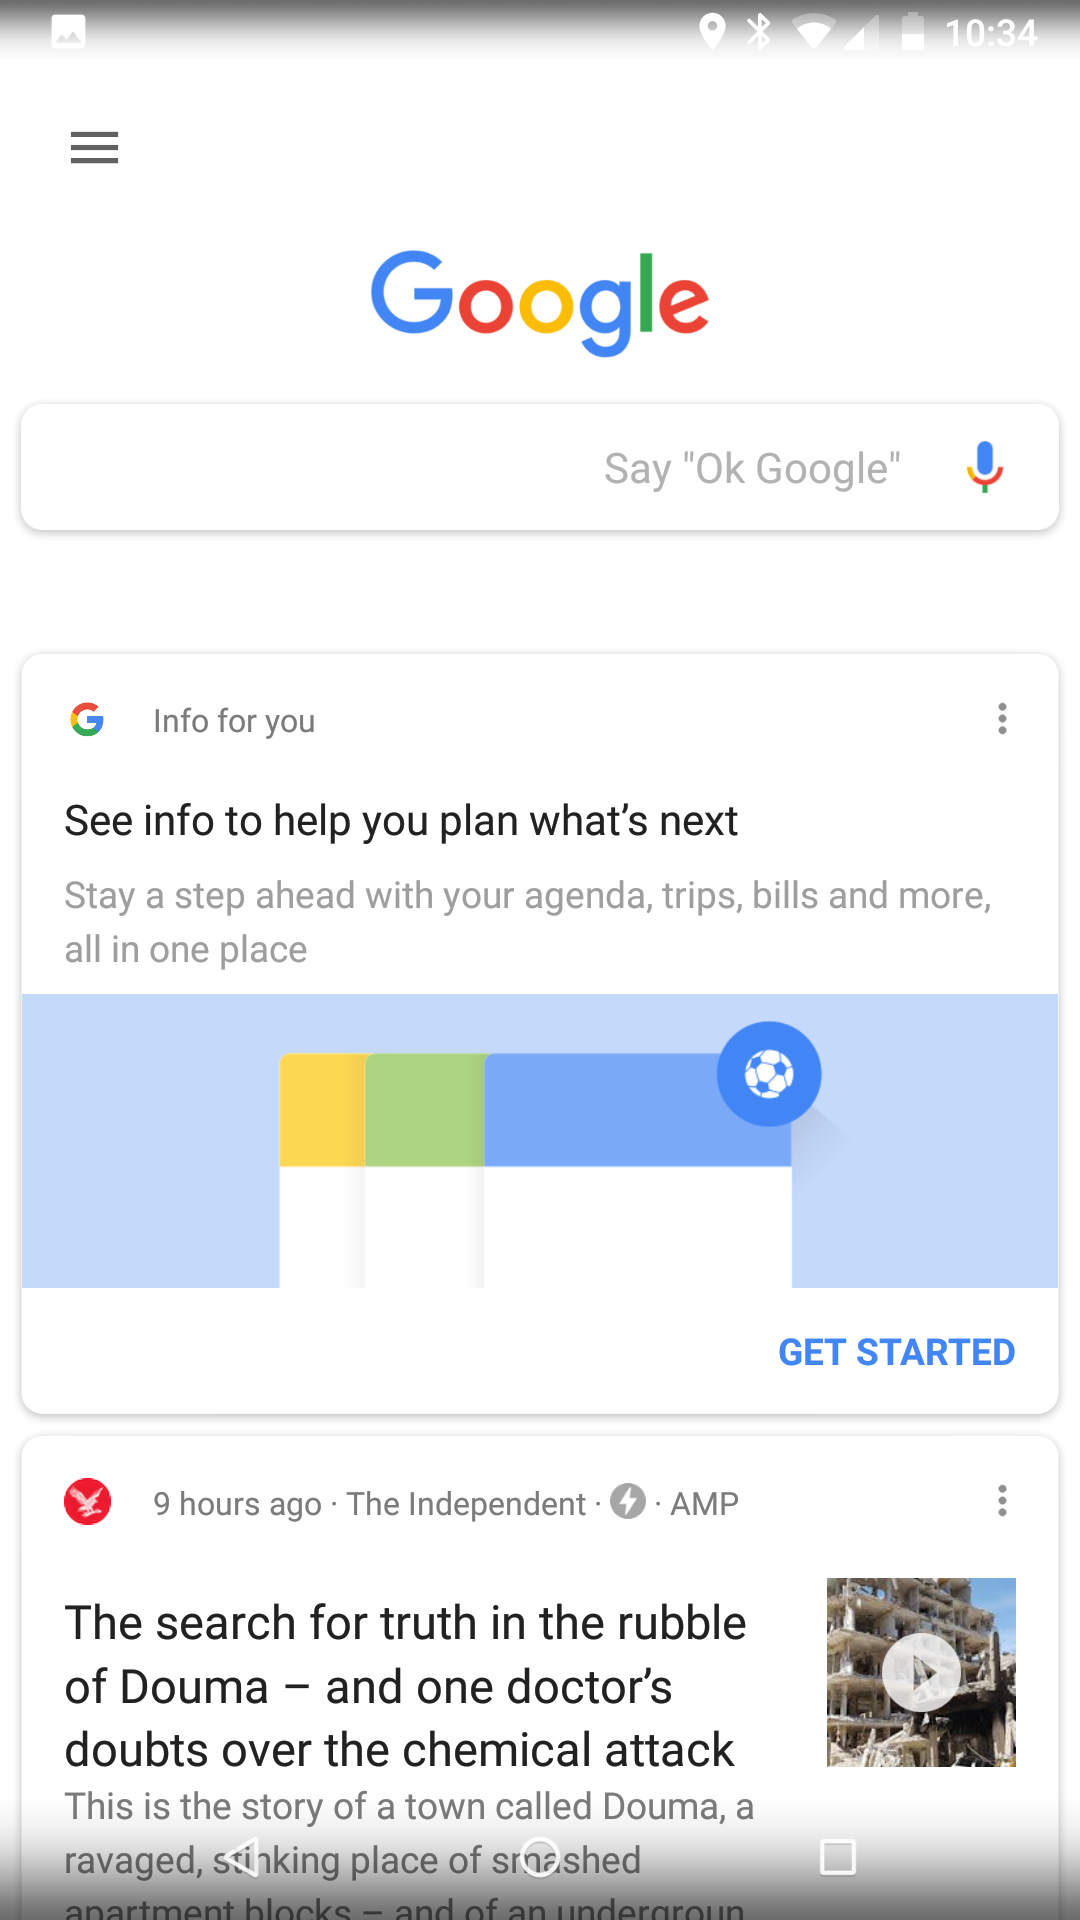 10:34
Google
Say "Ok Google"
Info for you
See info to help you plan what’s next
Stay a step ahead with your agenda, trips, bills and more,
all in one place
GET STARTED
9 hours ago · The Independent · · AMP
The search for truth in the rubble
of Douma – and one doctor’s
doubts over the chemical attack
This is the story of a town called Douma, a
ravaged, stinking place of smashed
apartment blocks – and of an undergroun